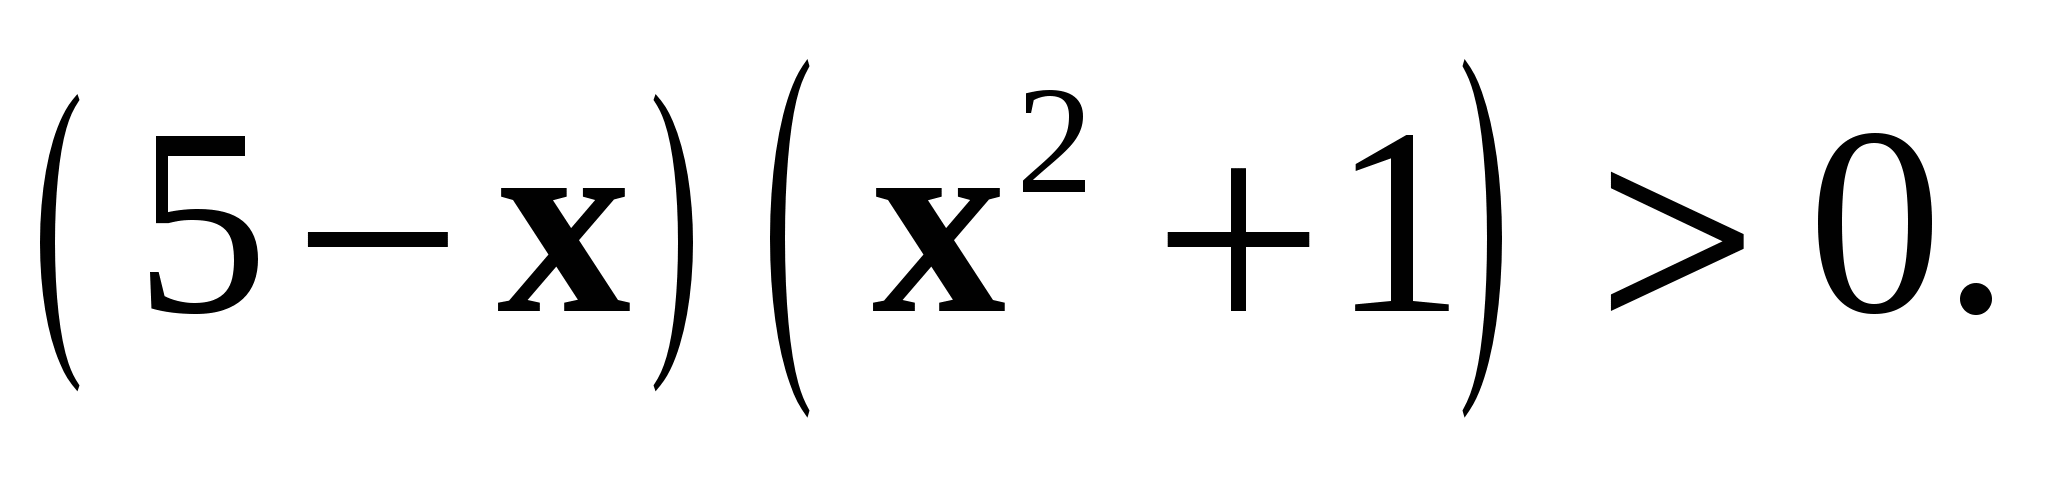 (5 − x) (x² + 1) > 0.